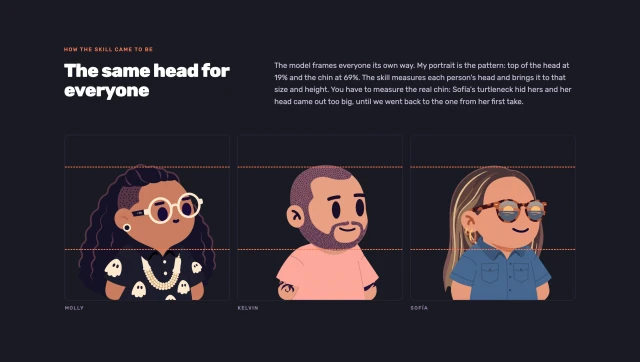 HOW THE SKILL CAME TO BE
The same head for
everyone
The model frames everyone its own way. My portrait is the pattern: top of the head at
19% and the chin at 69%. The skill measures each person's head and brings it to that
size and height. You have to measure the real chin: Sofía's turtleneck hid hers and her
head came out too big, until we went back to the one from her first take.
MOLLY
KELVIN
SOFÍA